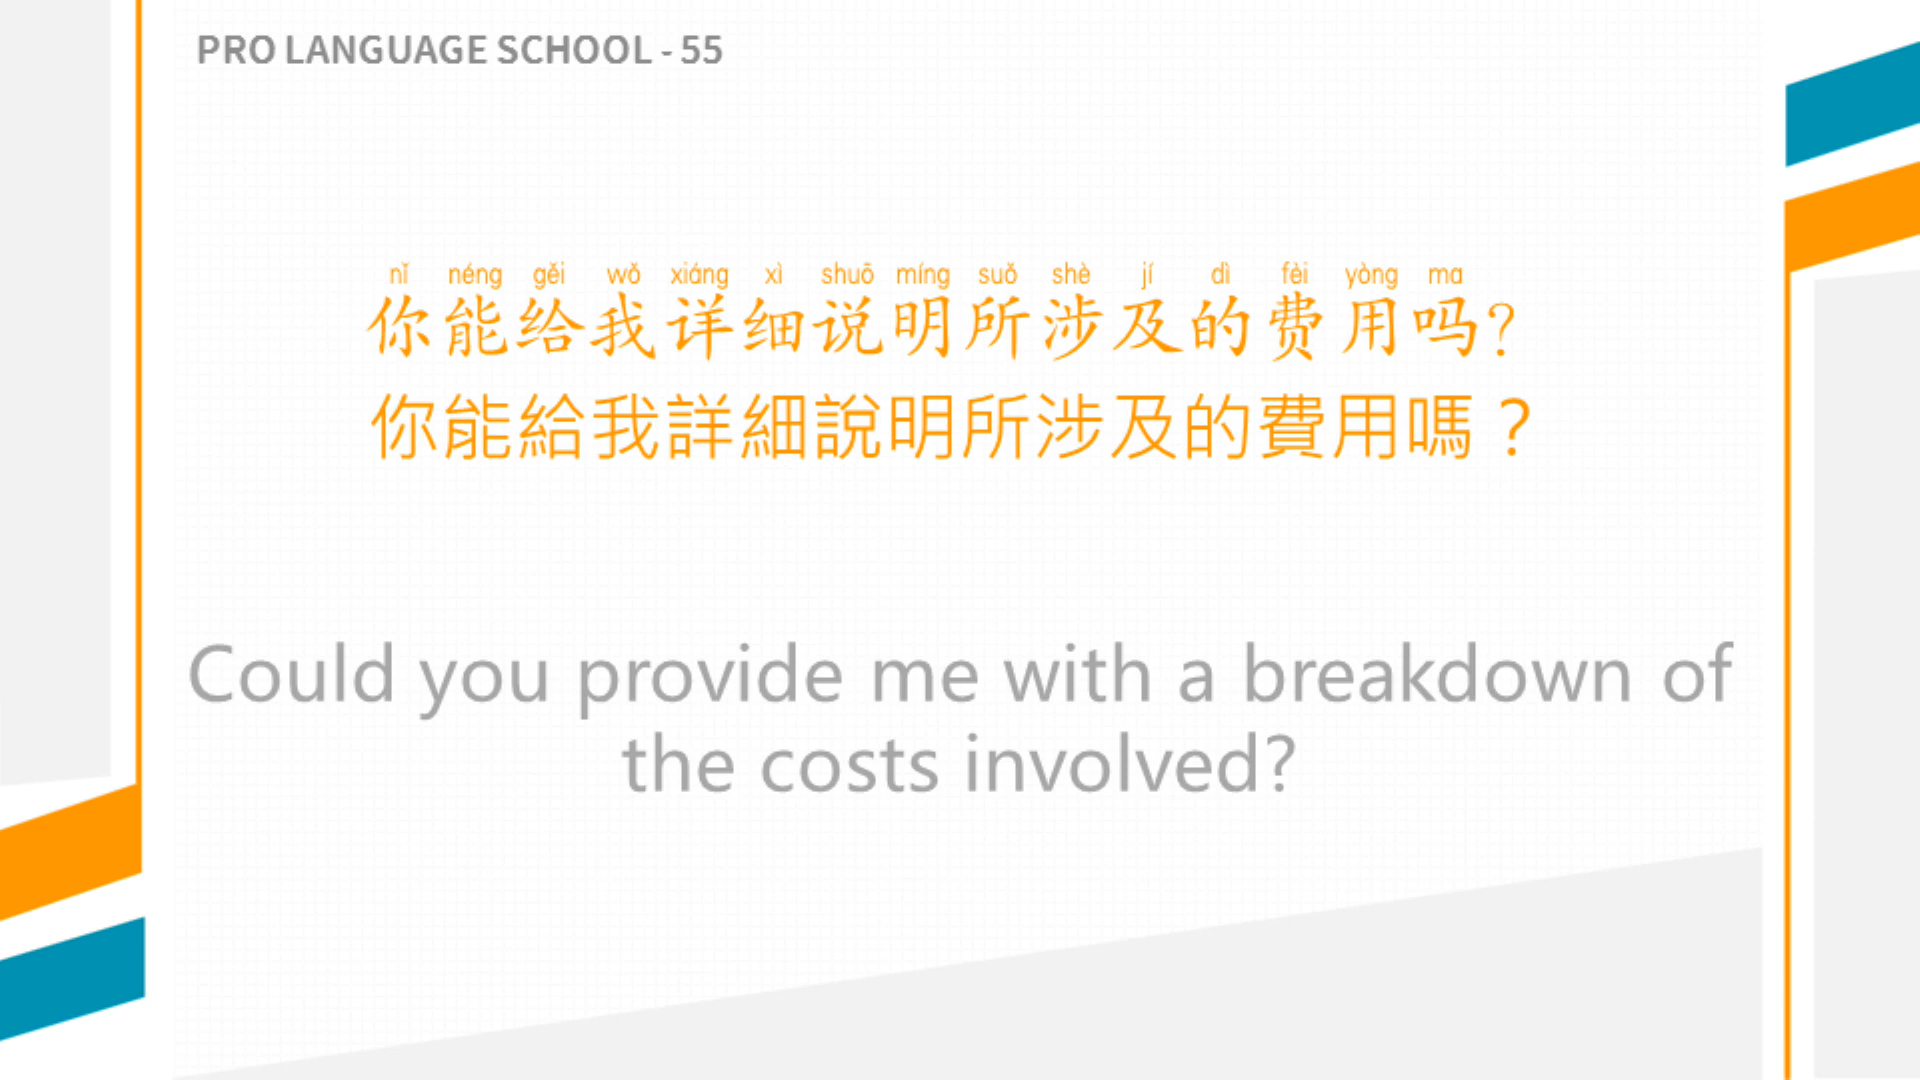 PRO LANGUAGE SCHOOL - 55
nǐ néng gěi wǒ xiáng xì shuō míng suǒ shè jí dì fèi yòng ma
你能给我详细说明所涉及的费用吗?
你能給我詳細說明所涉及的費用嗎？
Could you provide me with a breakdown of
the costs involved?